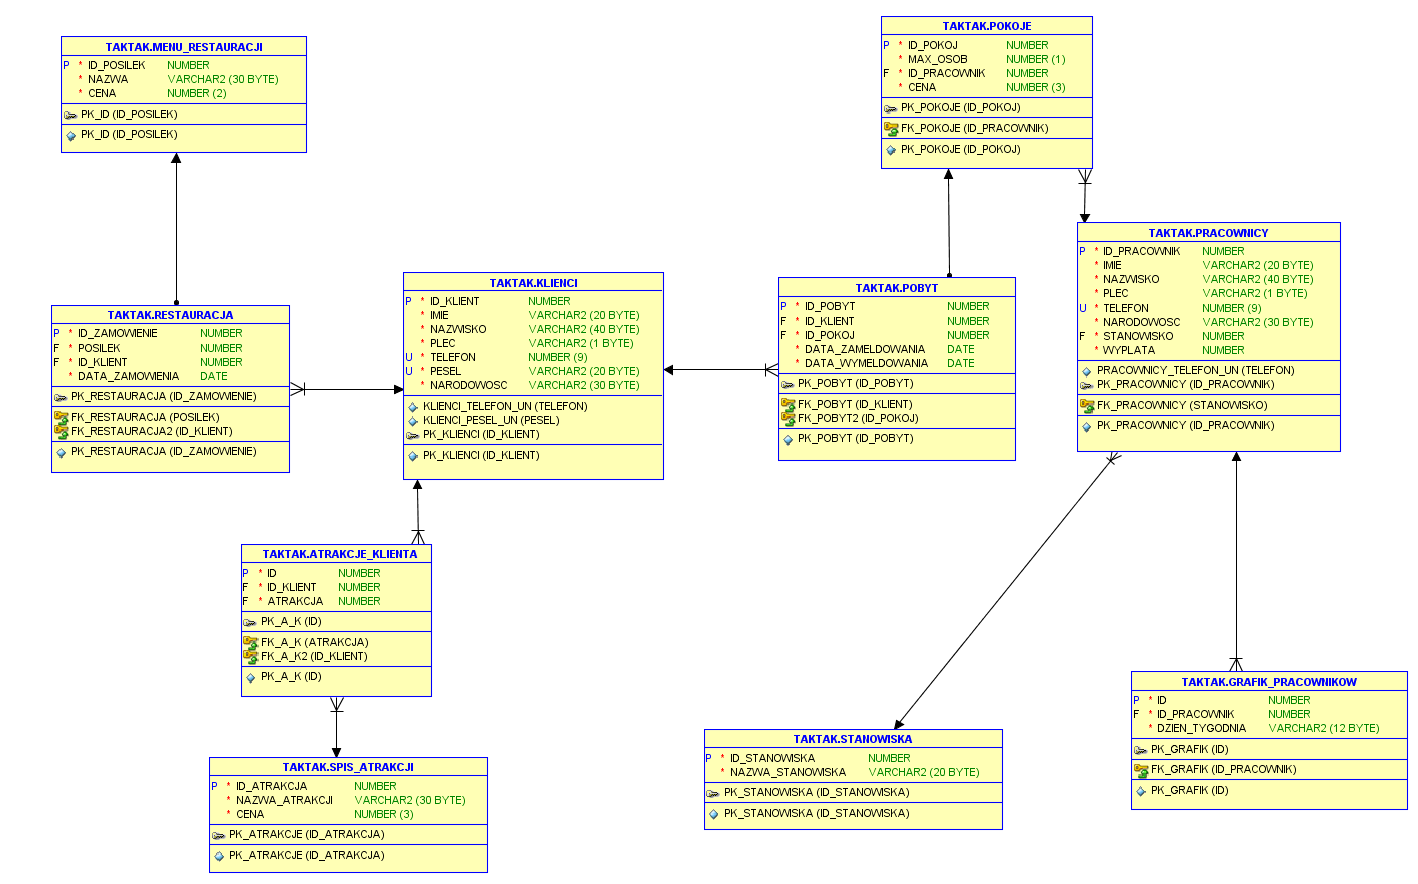 TAKTAK.MENU_RESTAURACJI
P * ID_POSILEK NUMBER
* NAZWA VARCHAR2 (30 BYTE)
* CENA NUMBER (2)
PK_ID (ID_POSILEK)
PK_ID (ID_POSILEK)
TAKTAK.POKOJE
P * ID_POKOJ NUMBER
* MAX_OSOB NUMBER (1)
F * ID_PRACOWNIK NUMBER
* CENA NUMBER (3)
PK_POKOJE (ID_POKOJ)
FK_POKOJE (ID_PRACOWNIK)
PK_POKOJE (ID_POKOJ)
TAKTAK.RESTAURACJA
P * ID_ZAMOWIENIE NUMBER
F * POSILEK NUMBER
F * ID_KLIENT NUMBER
* DATA_ZAMOWIENIA DATE
PK_RESTAURACJA (ID_ZAMOWIENIE)
FK_RESTAURACJA (POSILEK)
FK_RESTAURACJA2 (ID_KLIENT)
PK_RESTAURACJA (ID_ZAMOWIENIE)
TAKTAK.KLIENCI
P * ID_KLIENT NUMBER
* IMIE VARCHAR2 (20 BYTE)
* NAZWISKO VARCHAR2 (40 BYTE)
* PLEC VARCHAR2 (1 BYTE)
U * TELEFON NUMBER (9)
U * PESEL VARCHAR2 (20 BYTE)
* NARODOWOSC VARCHAR2 (30 BYTE)
KLIENCI_TELEFON_UN (TELEFON)
KLIENCI_PESEL_UN (PESEL)
PK_KLIENCI (ID_KLIENT)
PK_KLIENCI (ID_KLIENT)
TAKTAK.POBYT
P * ID_POBYT NUMBER
F * ID_KLIENT NUMBER
F * ID_POKOJ NUMBER
* DATA_ZAMELDOWANIA DATE
* DATA_WYMELDOWANIA DATE
PK_POBYT (ID_POBYT)
FK_POBYT (ID_KLIENT)
FK_POBYT2 (ID_POKOJ)
PK_POBYT (ID_POBYT)
TAKTAK.PRACOWNICY
P * ID_PRACOWNIK NUMBER
* IMIE VARCHAR2 (20 BYTE)
* NAZWISKO VARCHAR2 (40 BYTE)
* PLEC VARCHAR2 (1 BYTE)
U * TELEFON NUMBER (9)
* NARODOWOSC VARCHAR2 (30 BYTE)
F * STANOWISKO NUMBER
* WYPLATA NUMBER
PRACOWNICY_TELEFON_UN (TELEFON)
PK_PRACOWNICY (ID_PRACOWNIK)
FK_PRACOWNICY (STANOWISKO)
PK_PRACOWNICY (ID_PRACOWNIK)
TAKTAK.ATRAKCJE_KLIENTA
P * ID NUMBER
F * ID_KLIENT NUMBER
F * ATRAKCJA NUMBER
PK_A_K (ID)
FK_A_K (ATRAKCJA)
FK_A_K2 (ID_KLIENT)
PK_A_K (ID)
TAKTAK.SPIS_ATRAKCJI
P * ID_ATRAKCJA NUMBER
* NAZWA_ATRAKCJI VARCHAR2 (30 BYTE)
* CENA NUMBER (3)
PK_ATRAKCJE (ID_ATRAKCJA)
PK_ATRAKCJE (ID_ATRAKCJA)
TAKTAK.STANOWISKA
P * ID_STANOWISKA NUMBER
* NAZWA_STANOWISKA VARCHAR2 (20 BYTE)
PK_STANOWISKA (ID_STANOWISKA)
PK_STANOWISKA (ID_STANOWISKA)
TAKTAK.GRAFIK_PRACOWNIKOW
P * ID NUMBER
F * ID_PRACOWNIK NUMBER
* DZIEN_TYGODNIA VARCHAR2 (12 BYTE)
PK_GRAFIK (ID)
FK_GRAFIK (ID_PRACOWNIK)
PK_GRAFIK (ID)